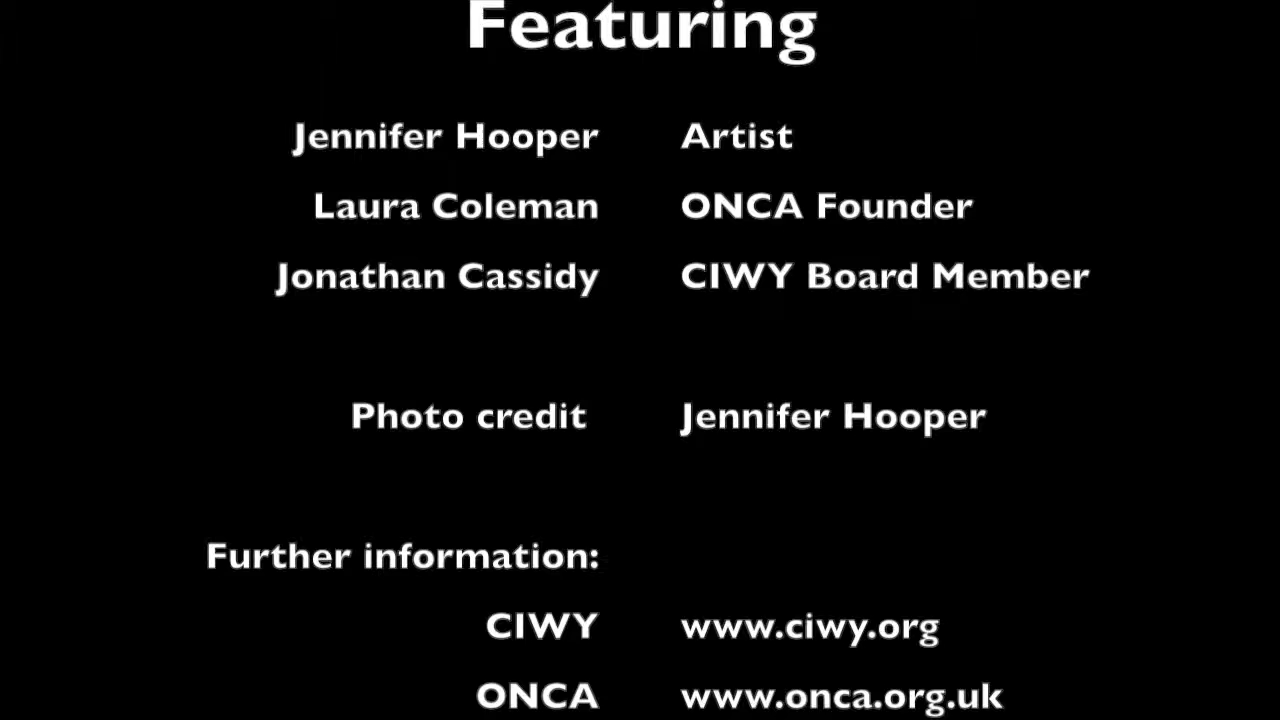 Featuring
Jennifer Hooper Artist
Laura Coleman ONCA Founder
Jonathan Cassidy CIWY Board Member
Photo credit Jennifer Hooper
Further information:
CIWY www.ciwy.org
ONCA www.onca.org.uk